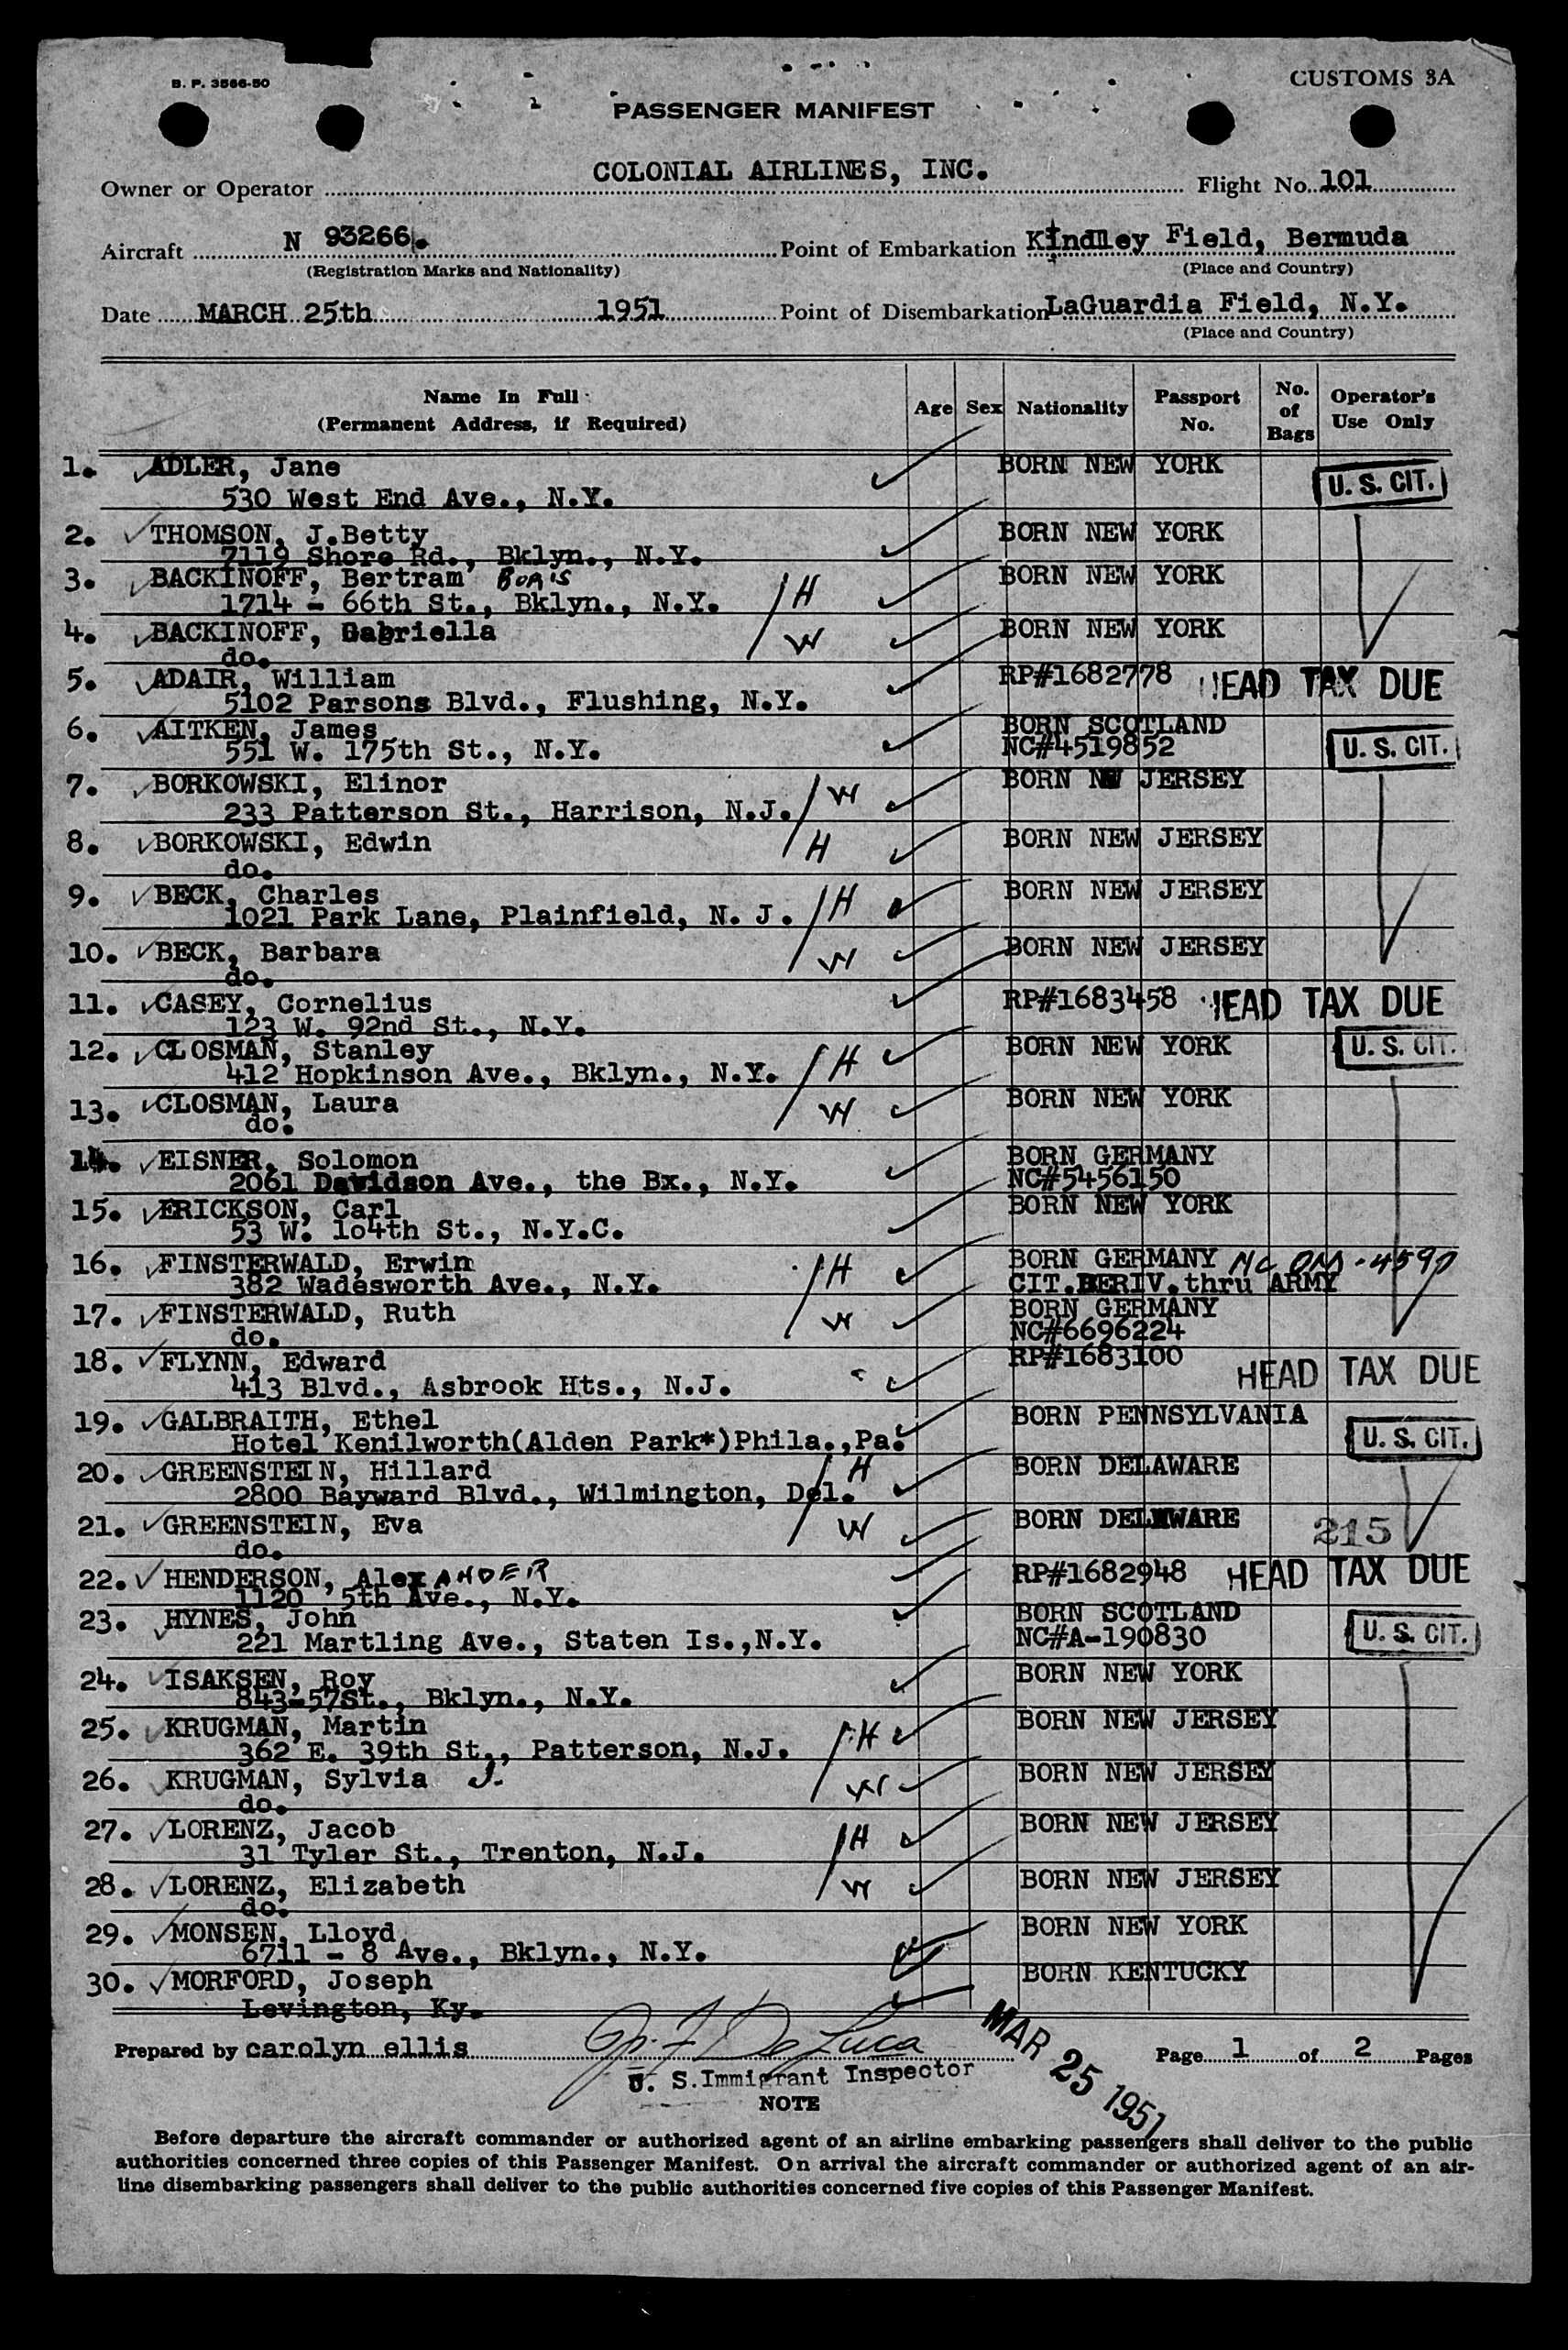 B. P. 3566-50
CUSTOMS 3A
PASSENGER MANIFEST
Owner or Operator COLONIAL AIRLINES, INC. Flight No. 101
Aircraft N 93266. Point of Embarkation Kindley Field, Bermuda
(Registration Marks and Nationality) (Place and Country)
Date MARCH 25th 1951 Point of Disembarkation LaGuardia Field, N.Y.
(Place and Country)
Name In Full (Permanent Address, if Required) Age Sex Nationality Passport No. No. of Bags Operator's Use Only
1. ADLER, Jane BORN NEW YORK U. S. CIT.
530 West End Ave., N.Y.
2. THOMSON, J.Betty BORN NEW YORK
7119 Shore Rd., Bklyn., N.Y.
3. BACKINOFF, Bertram Boris BORN NEW YORK
1714 - 66th St., Bklyn., N.Y. H
4. BACKINOFF, Gabriella W BORN NEW YORK
do.
5. ADAIR, William RP#1682778 HEAD TAX DUE
5102 Parsons Blvd., Flushing, N.Y.
6. AITKEN, James BORN SCOTLAND
551 W. 175th St., N.Y. NC#4519852 U. S. CIT.
7. BORKOWSKI, Elinor W BORN NW JERSEY
233 Patterson St., Harrison, N.J.
8. BORKOWSKI, Edwin H BORN NEW JERSEY
do.
9. BECK, Charles H BORN NEW JERSEY
1021 Park Lane, Plainfield, N. J.
10. BECK, Barbara W BORN NEW JERSEY
do.
11. CASEY, Cornelius RP#1683458 HEAD TAX DUE
123 W. 92nd St., N.Y.
12. CLOSMAN, Stanley H BORN NEW YORK U. S. CIT.
412 Hopkinson Ave., Bklyn., N.Y.
13. CLOSMAN, Laura W BORN NEW YORK
do.
14. EISNER, Solomon BORN GERMANY
2061 Davidson Ave., the Bx., N.Y. NC#5456150
15. ERICKSON, Carl BORN NEW YORK
53 W. 1o4th St., N.Y.C.
16. FINSTERWALD, Erwin H BORN GERMANY NC OM-4590
382 Wadesworth Ave., N.Y. CIT.DERIV.thru ARMY
17. FINSTERWALD, Ruth W BORN GERMANY
do. NC#6696224
18. FLYNN, Edward RP#1683100 HEAD TAX DUE
413 Blvd., Asbrook Hts., N.J.
19. GALBRAITH, Ethel BORN PENNSYLVANIA U. S. CIT.
Hotel Kenilworth(Alden Park*)Phila.,Pa.
20. GREENSTEIN, Hillard H BORN DELAWARE
2800 Bayward Blvd., Wilmington, Del.
21. GREENSTEIN, Eva W BORN DELAWARE 215
do.
22. HENDERSON, AlexANDER RP#1682948 HEAD TAX DUE
1120 5th Ave., N.Y.
23. HYNES, John BORN SCOTLAND
221 Martling Ave., Staten Is.,N.Y. NC#A-190830 U. S. CIT.
24. ISAKSEN, Roy BORN NEW YORK
843-57St., Bklyn., N.Y.
25. KRUGMAN, Martin H BORN NEW JERSEY
362 E. 39th St., Patterson, N.J.
26. KRUGMAN, Sylvia J. W BORN NEW JERSEY
do.
27. LORENZ, Jacob H BORN NEW JERSEY
31 Tyler St., Trenton, N.J.
28. LORENZ, Elizabeth W BORN NEW JERSEY
do.
29. MONSEN, Lloyd BORN NEW YORK
6711 - 8 Ave., Bklyn., N.Y.
30. MORFORD, Joseph BORN KENTUCKY
Levington, Ky.
Prepared by carolyn ellis De Luca MAR 25 1951 Page 1 of 2 Pages
U. S. Immigrant Inspector
NOTE
Before departure the aircraft commander or authorized agent of an airline embarking passengers shall deliver to the public
authorities concerned three copies of this Passenger Manifest. On arrival the aircraft commander or authorized agent of an air-
line disembarking passengers shall deliver to the public authorities concerned five copies of this Passenger Manifest.